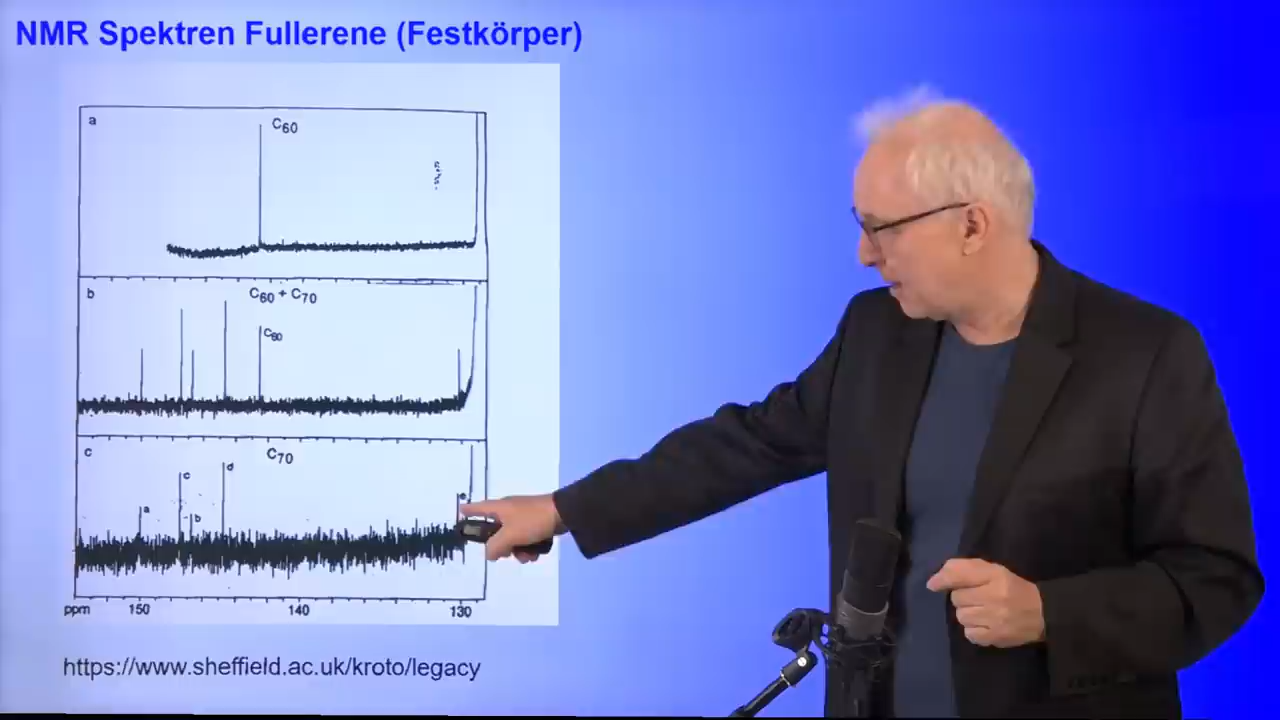 NMR Spektren Fullerene (Festkörper)
a
C60
b
C60 + C70
C60
c
C70
a
c
b
d
e
ppm 150 140 130
https://www.sheffield.ac.uk/kroto/legacy